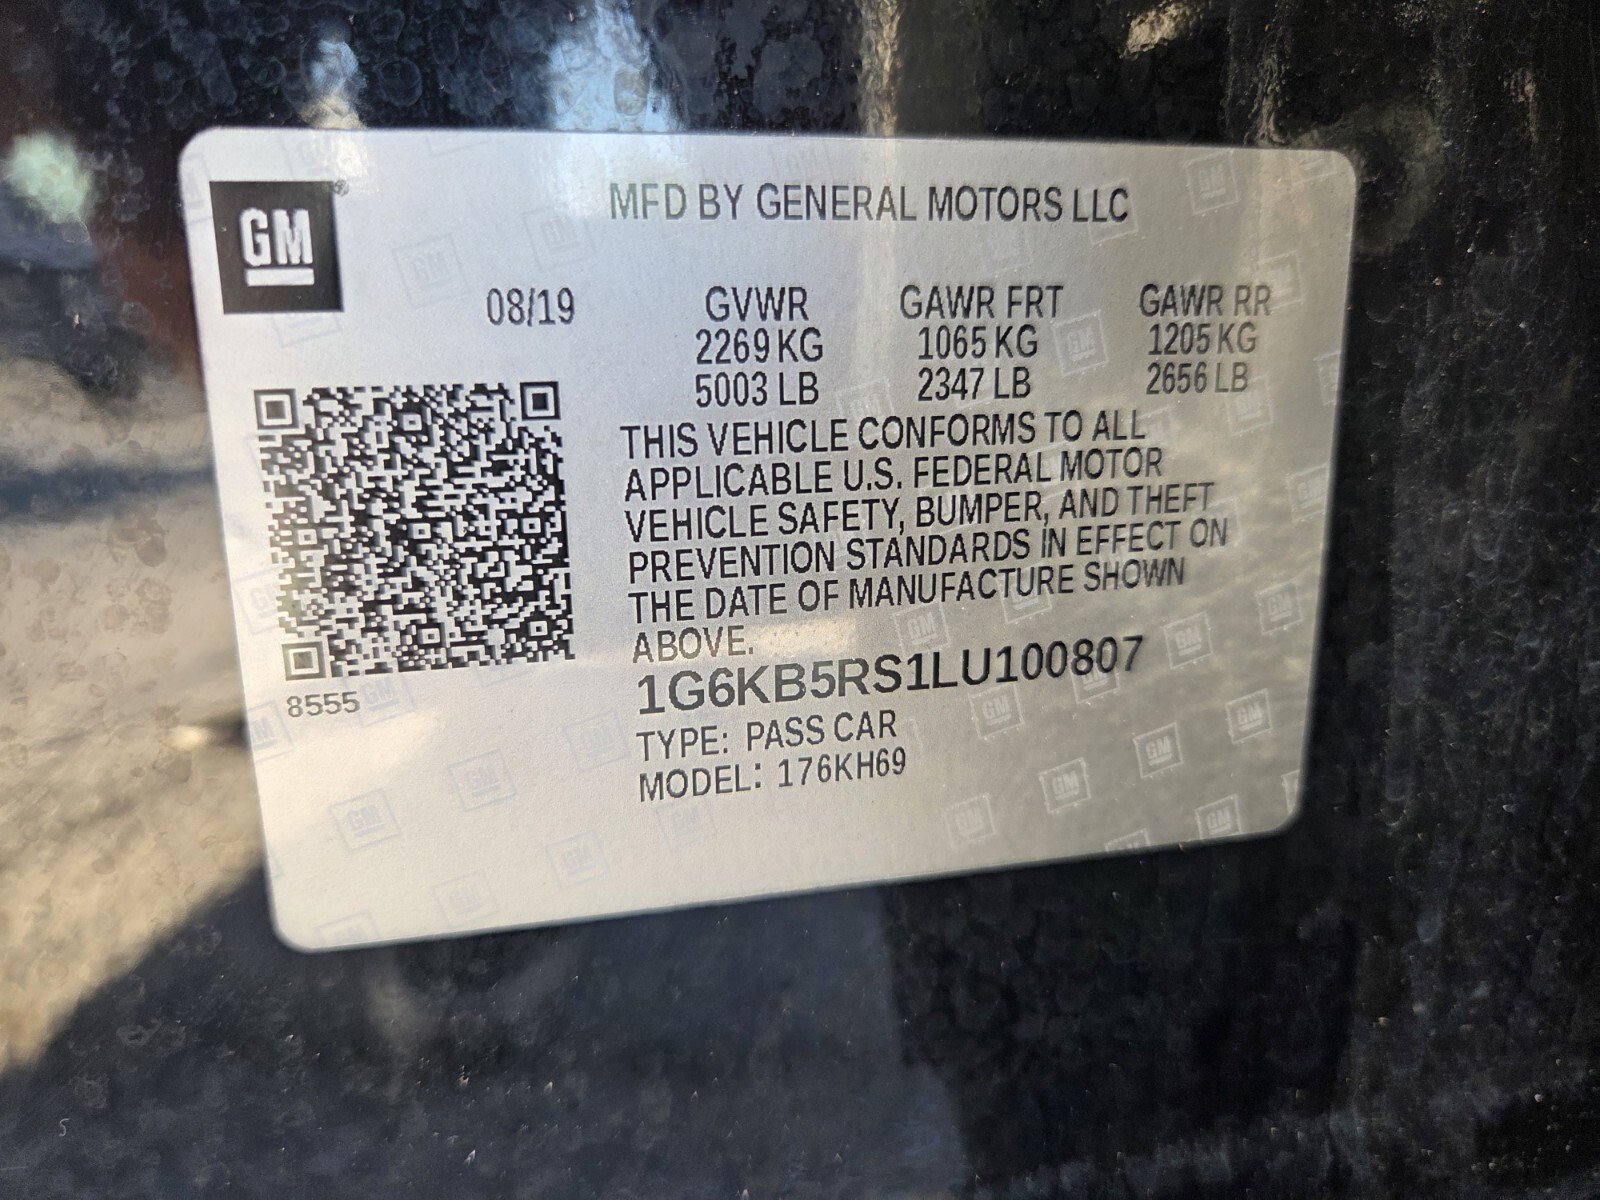 GM
MFD BY GENERAL MOTORS LLC
08/19
GVWR GAWR FRT GAWR RR
2269 KG 1065 KG 1205 KG
5003 LB 2347 LB 2656 LB
THIS VEHICLE CONFORMS TO ALL
APPLICABLE U.S. FEDERAL MOTOR
VEHICLE SAFETY, BUMPER, AND THEFT
PREVENTION STANDARDS IN EFFECT ON
THE DATE OF MANUFACTURE SHOWN
ABOVE.
1G6KB5RS1LU100807
8555
TYPE: PASS CAR
MODEL: 176KH69